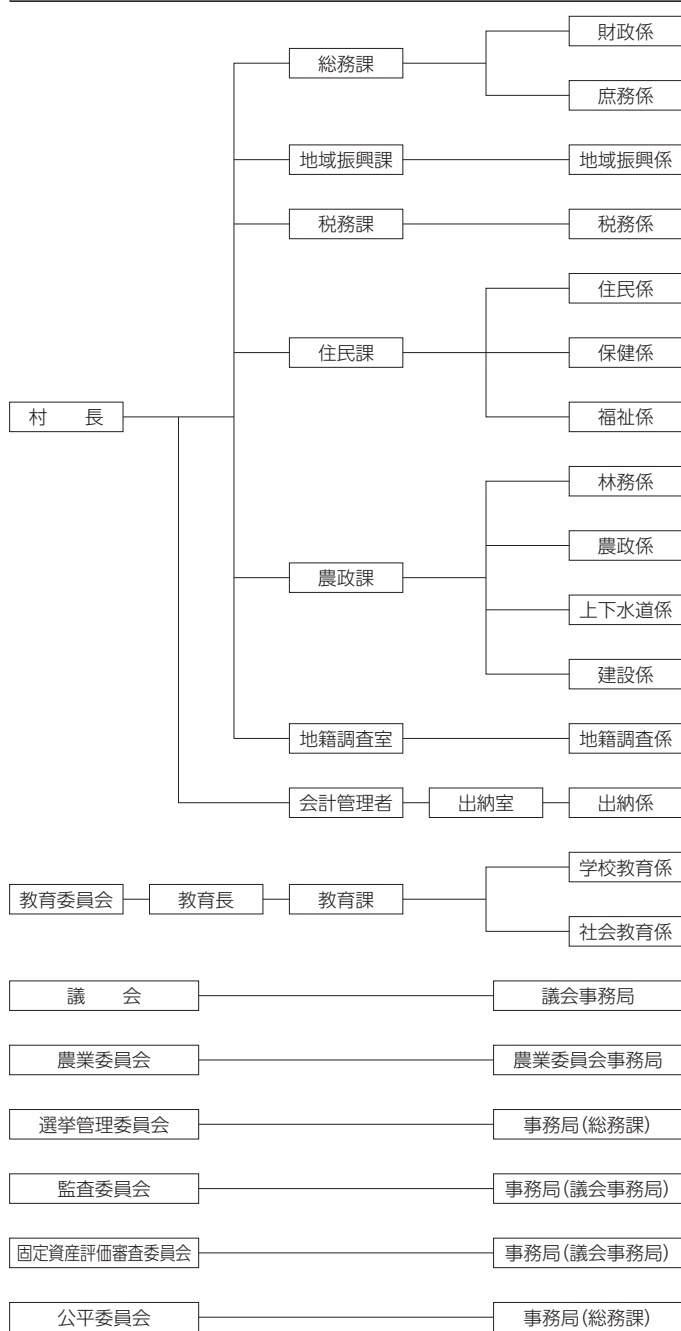 財政係
総務課
庶務係
地域振興課 地域振興係
税務課 税務係
住民係
住民課 保健係
村　　長 福祉係
林務係
農政係
農政課
上下水道係
建設係
地籍調査室 地籍調査係
会計管理者 出納室 出納係
学校教育係
教育委員会 教育長 教育課
社会教育係
議　　会 議会事務局
農業委員会 農業委員会事務局
選挙管理委員会 事務局(総務課)
監査委員会 事務局(議会事務局)
固定資産評価審査委員会 事務局(議会事務局)
公平委員会 事務局(総務課)